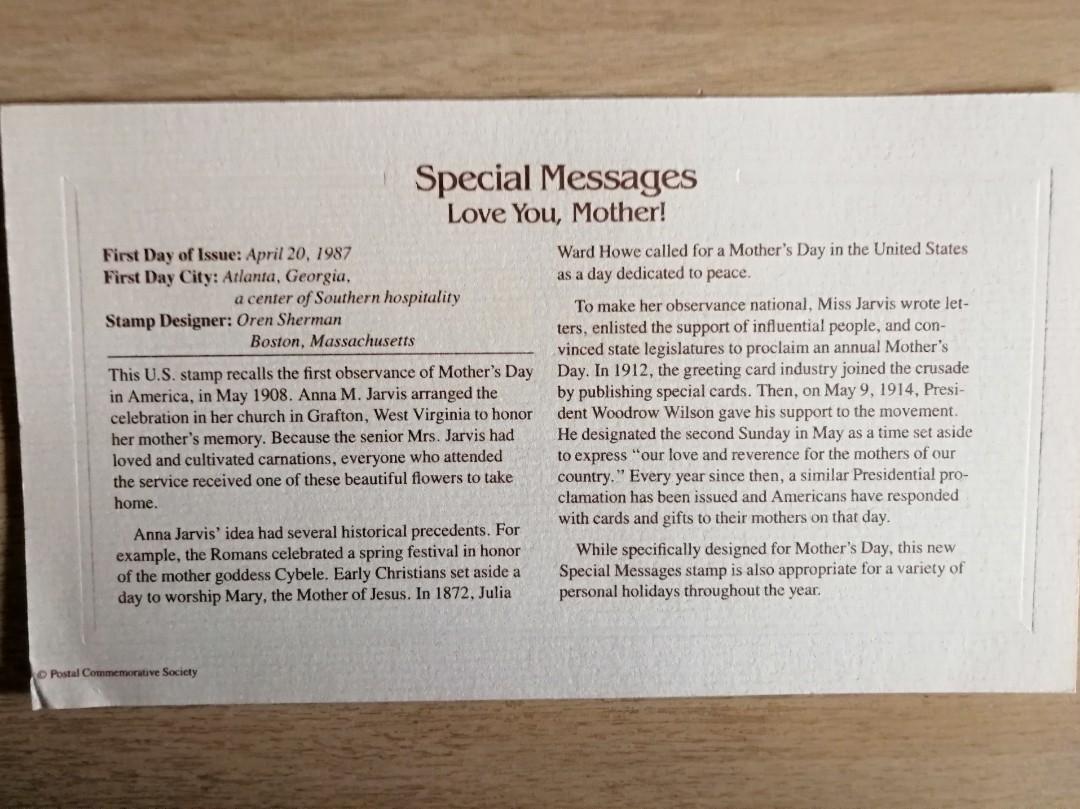 Special Messages
Love You, Mother!
First Day of Issue: April 20, 1987
First Day City: Atlanta, Georgia,
a center of Southern hospitality
Stamp Designer: Oren Sherman
Boston, Massachusetts
This U.S. stamp recalls the first observance of Mother's Day
in America, in May 1908. Anna M. Jarvis arranged the
celebration in her church in Grafton, West Virginia to honor
her mother's memory. Because the senior Mrs. Jarvis had
loved and cultivated carnations, everyone who attended
the service received one of these beautiful flowers to take
home.
Anna Jarvis' idea had several historical precedents. For
example, the Romans celebrated a spring festival in honor
of the mother goddess Cybele. Early Christians set aside a
day to worship Mary, the Mother of Jesus. In 1872, Julia
Ward Howe called for a Mother's Day in the United States
as a day dedicated to peace.
To make her observance national, Miss Jarvis wrote let-
ters, enlisted the support of influential people, and con-
vinced state legislatures to proclaim an annual Mother's
Day. In 1912, the greeting card industry joined the crusade
by publishing special cards. Then, on May 9, 1914, Presi-
dent Woodrow Wilson gave his support to the movement.
He designated the second Sunday in May as a time set aside
to express "our love and reverence for the mothers of our
country." Every year since then, a similar Presidential pro-
clamation has been issued and Americans have responded
with cards and gifts to their mothers on that day.
While specifically designed for Mother's Day, this new
Special Messages stamp is also appropriate for a variety of
personal holidays throughout the year.
© Postal Commemorative Society